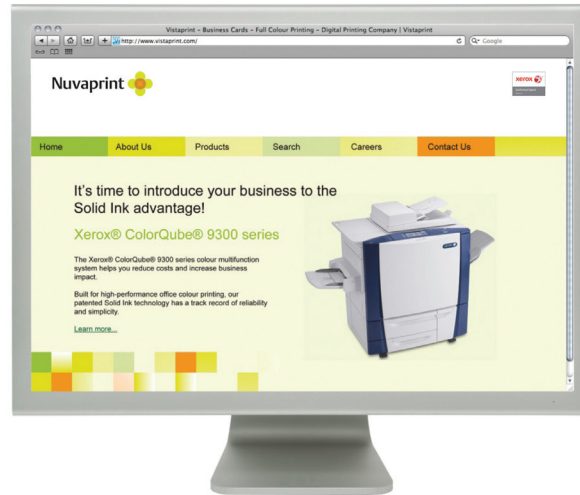 Vistaprint - Business Cards - Full Colour Printing - Digital Printing Company | Vistaprint
http://www.vistaprint.com/
Google
Nuvaprint
xerox
Home About Us Products Search Careers Contact Us
It's time to introduce your business to the
Solid Ink advantage!
Xerox® ColorQube® 9300 series
The Xerox® ColorQube® 9300 series colour multifunction
system helps you reduce costs and increase business
impact.
Built for high-performance office
colour printing, our
patented Solid Ink technology has a track record of reliability
and simplicity.
Learn more...